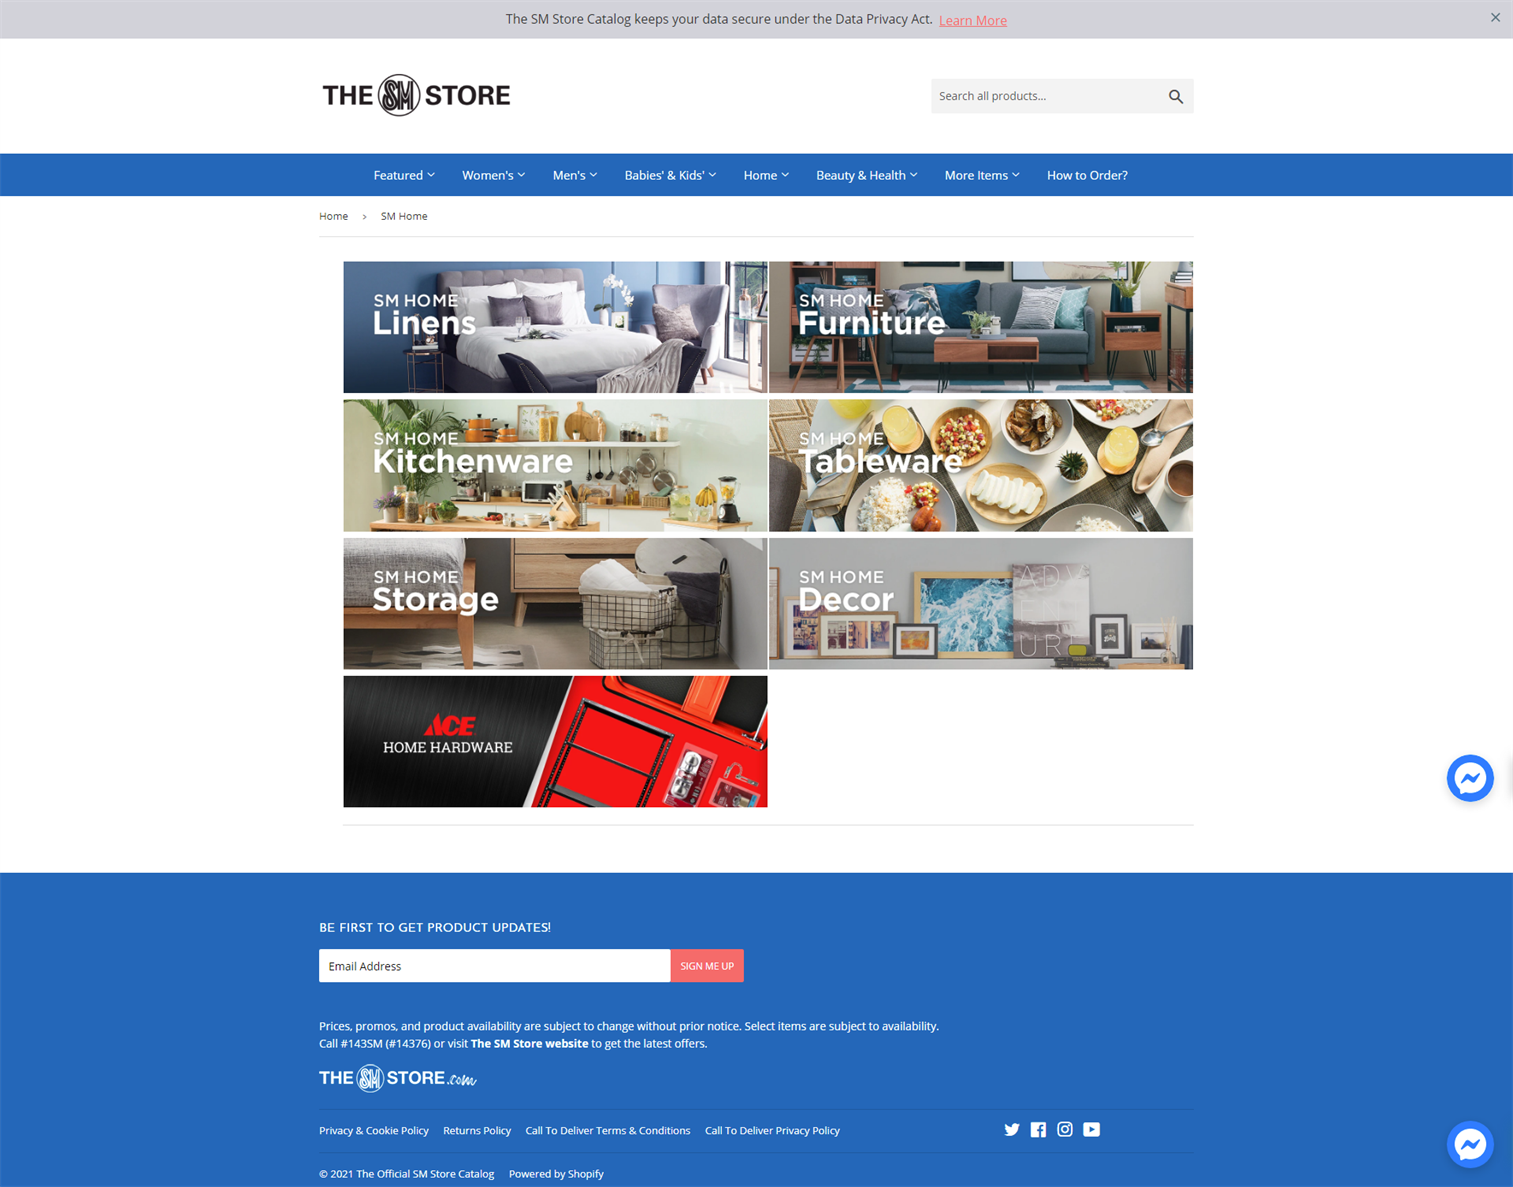 The SM Store Catalog keeps your data secure under the Data Privacy Act. Learn More
THE SM STORE
Search all products...
Featured Women's Men's Babies' & Kids' Home Beauty & Health More Items How to Order?
Home › SM Home
SM HOME
Linens
SM HOME
Furniture
SM HOME
Kitchenware
SM HOME
Tableware
SM HOME
Storage
SM HOME
Decor
ADV
EN
UR
ACE
HOME HARDWARE
BE FIRST TO GET PRODUCT UPDATES!
Email Address SIGN ME UP
Prices, promos, and product availability are subject to change without prior notice. Select items are subject to availability.
Call #143SM (#14376) or visit The SM Store website to get the latest offers.
THE SM STORE.com
Privacy & Cookie Policy Returns Policy Call To Deliver Terms & Conditions Call To Deliver Privacy Policy
© 2021 The Official SM Store Catalog Powered by Shopify